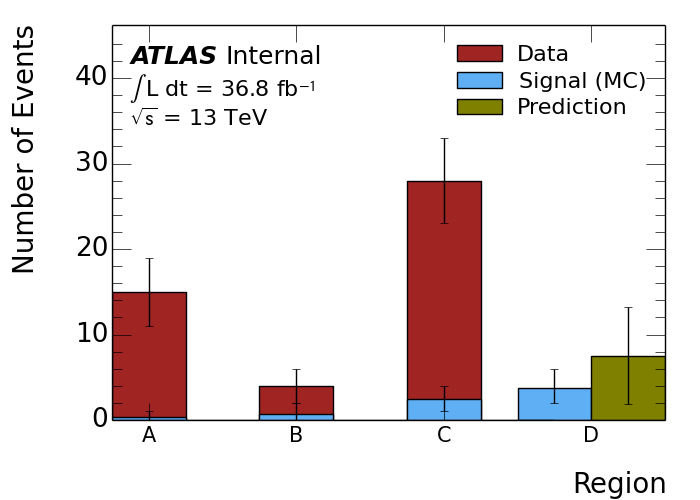 Number of Events
40
30
20
10
0
ATLAS Internal
∫L dt = 36.8 fb⁻¹
√s = 13 TeV
Data
Signal (MC)
Prediction
A B C D
Region